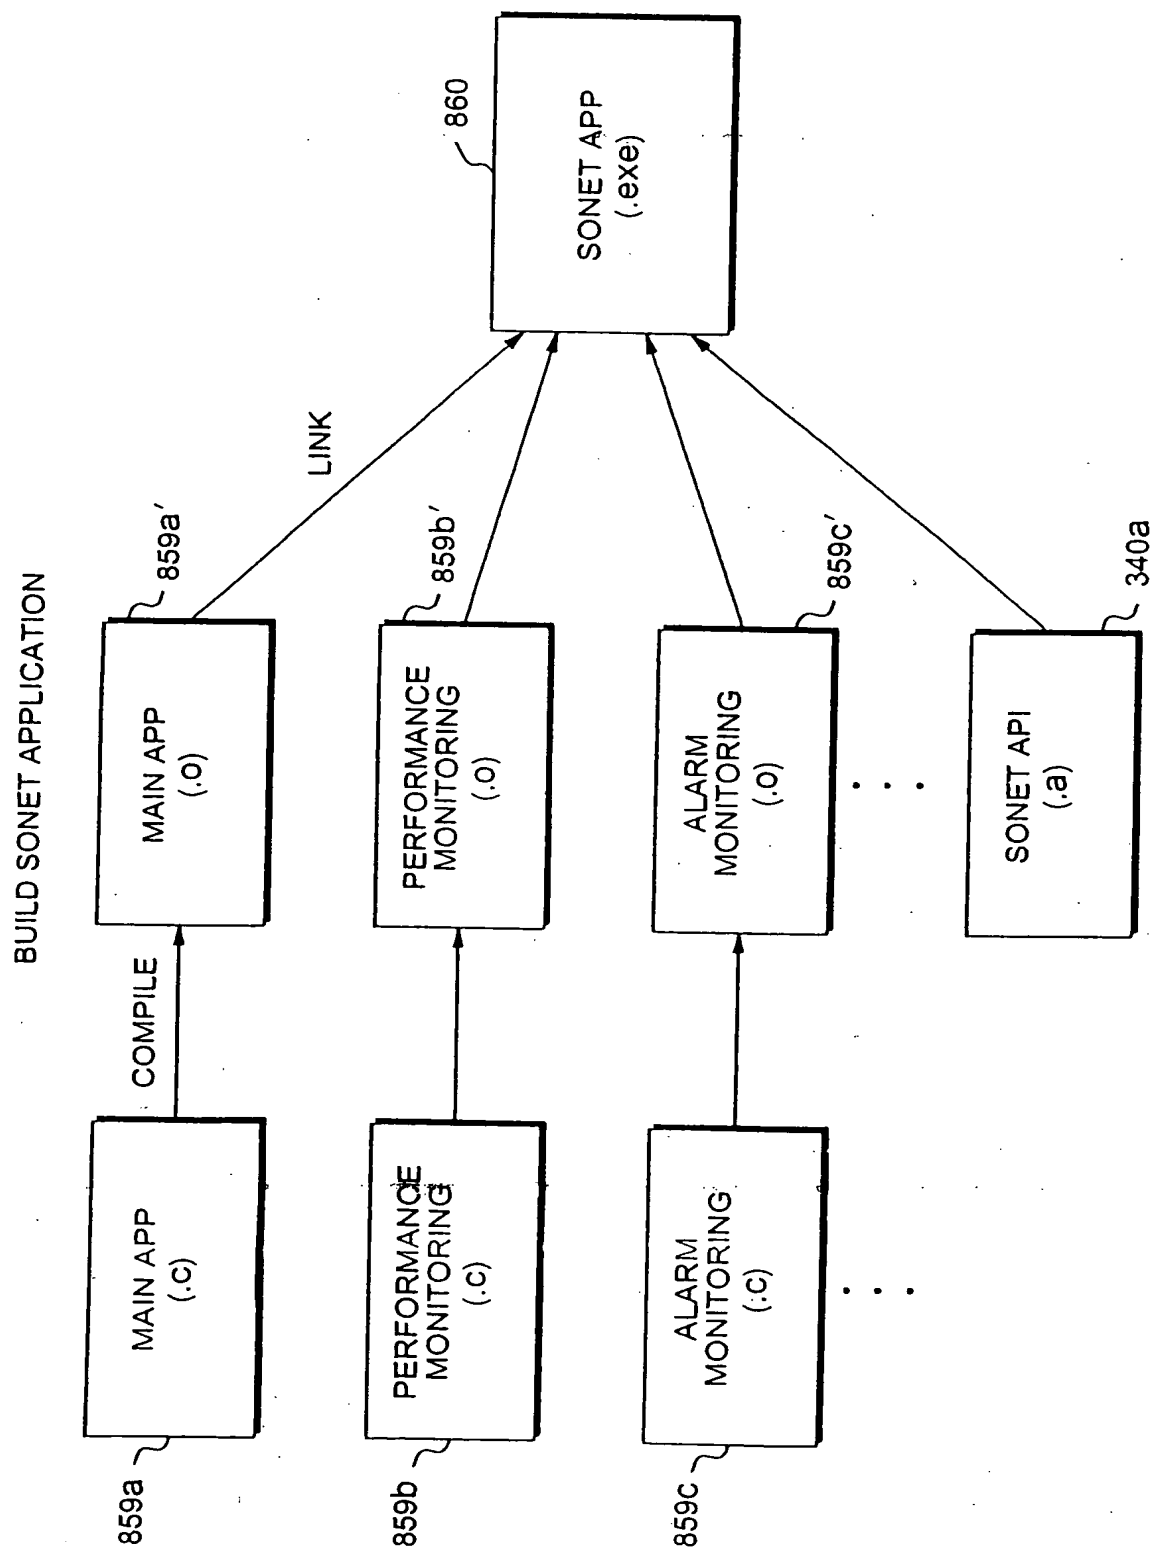 BUILD SONET APPLICATION
859a
MAIN APP
(.c)
COMPILE
859a'
MAIN APP
(.o)
LINK
859b
PERFORMANCE
MONITORING
(.c)
859b'
PERFORMANCE
MONITORING
(.o)
860
SONET APP
(.exe)
859c
ALARM
MONITORING
(.c)
859c'
ALARM
MONITORING
(.o)
340a
SONET API
(.a)